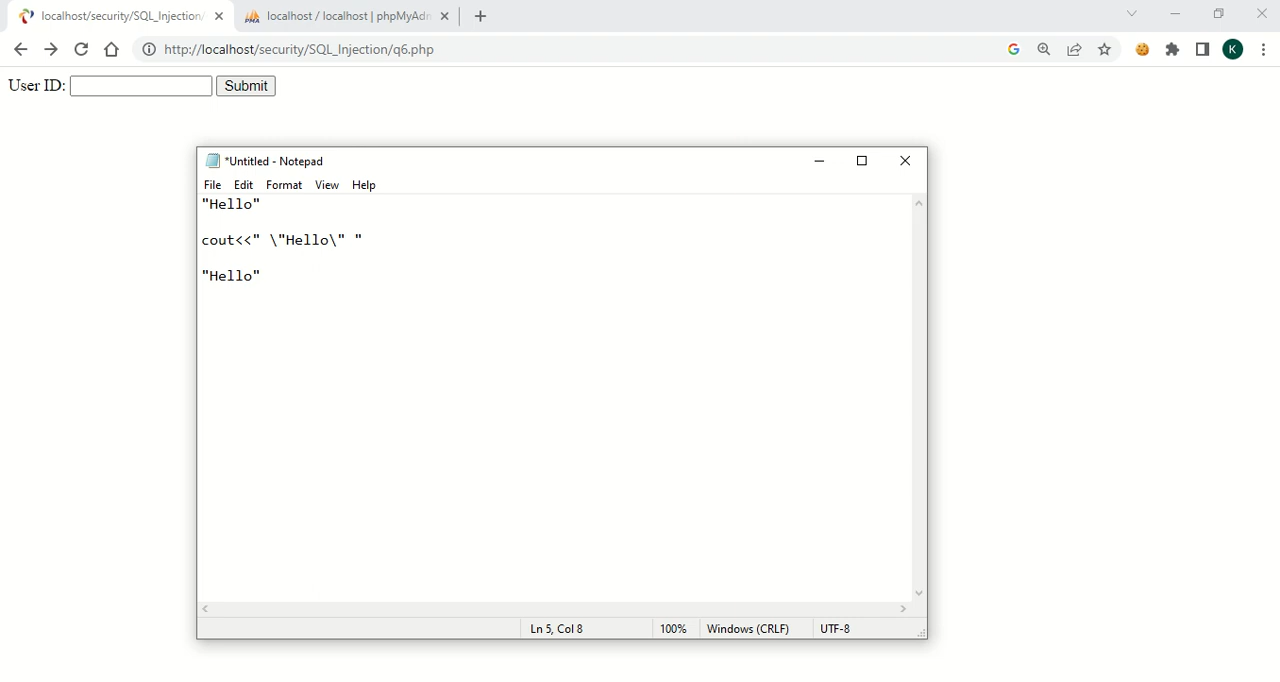 localhost/security/SQL_Injection/
localhost / localhost | phpMyAdm
http://localhost/security/SQL_Injection/q6.php
K
User ID:
Submit
*Untitled - Notepad
File Edit Format View Help
"Hello"
cout<<" \"Hello\" "
"Hello"
Ln 5, Col 8
100%
Windows (CRLF)
UTF-8